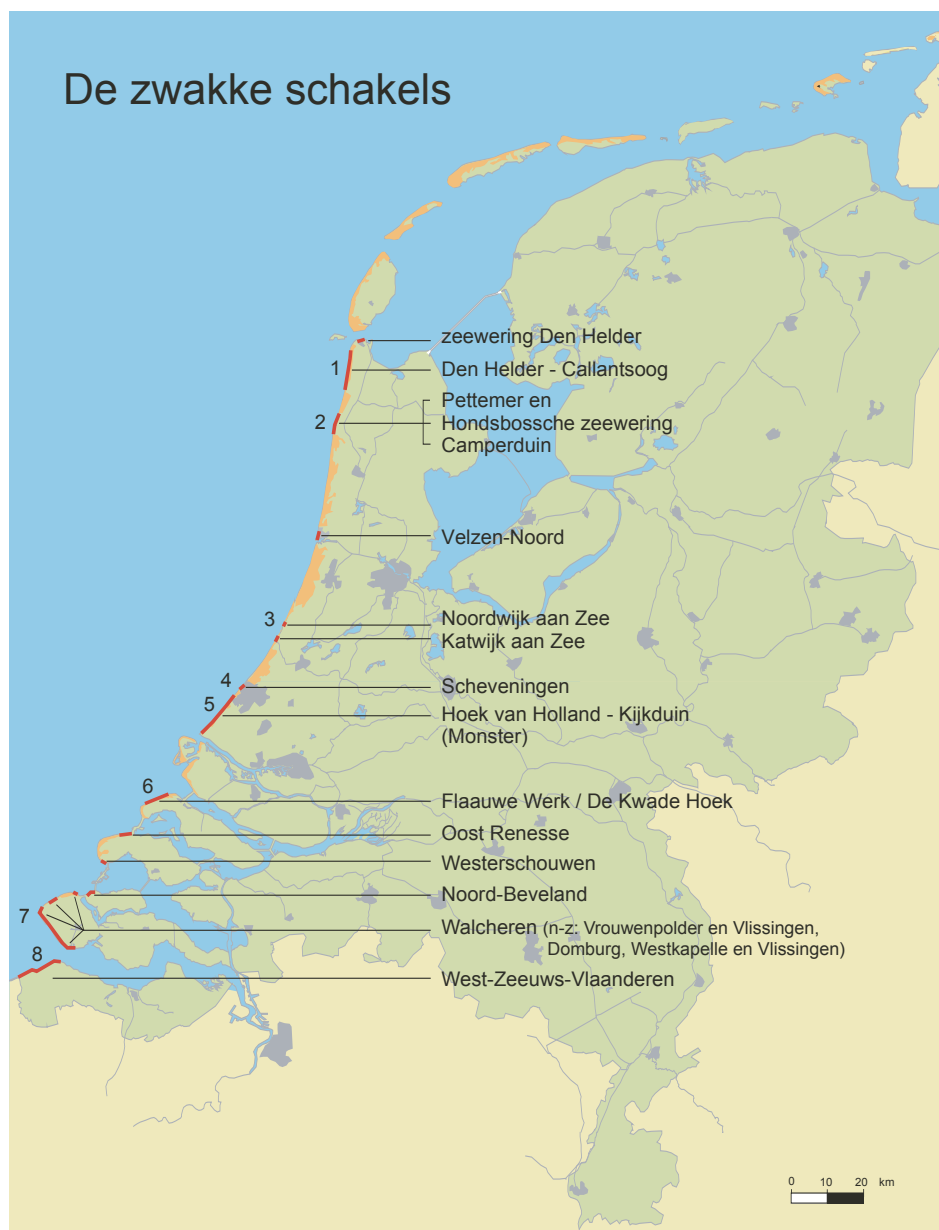 De zwakke schakels
zeewering Den Helder
1
Den Helder - Callantsoog
Pettemer en
2
Hondsbossche zeewering
Camperduin
Velzen-Noord
3
Noordwijk aan Zee
Katwijk aan Zee
4
Scheveningen
5
Hoek van Holland - Kijkduin
(Monster)
6
Flaauwe Werk / De Kwade Hoek
Oost Renesse
Westerschouwen
Noord-Beveland
7
Walcheren (n-z: Vrouwenpolder en Vlissingen,
Domburg, Westkapelle en Vlissingen)
8
West-Zeeuws-Vlaanderen
0 10 20 km